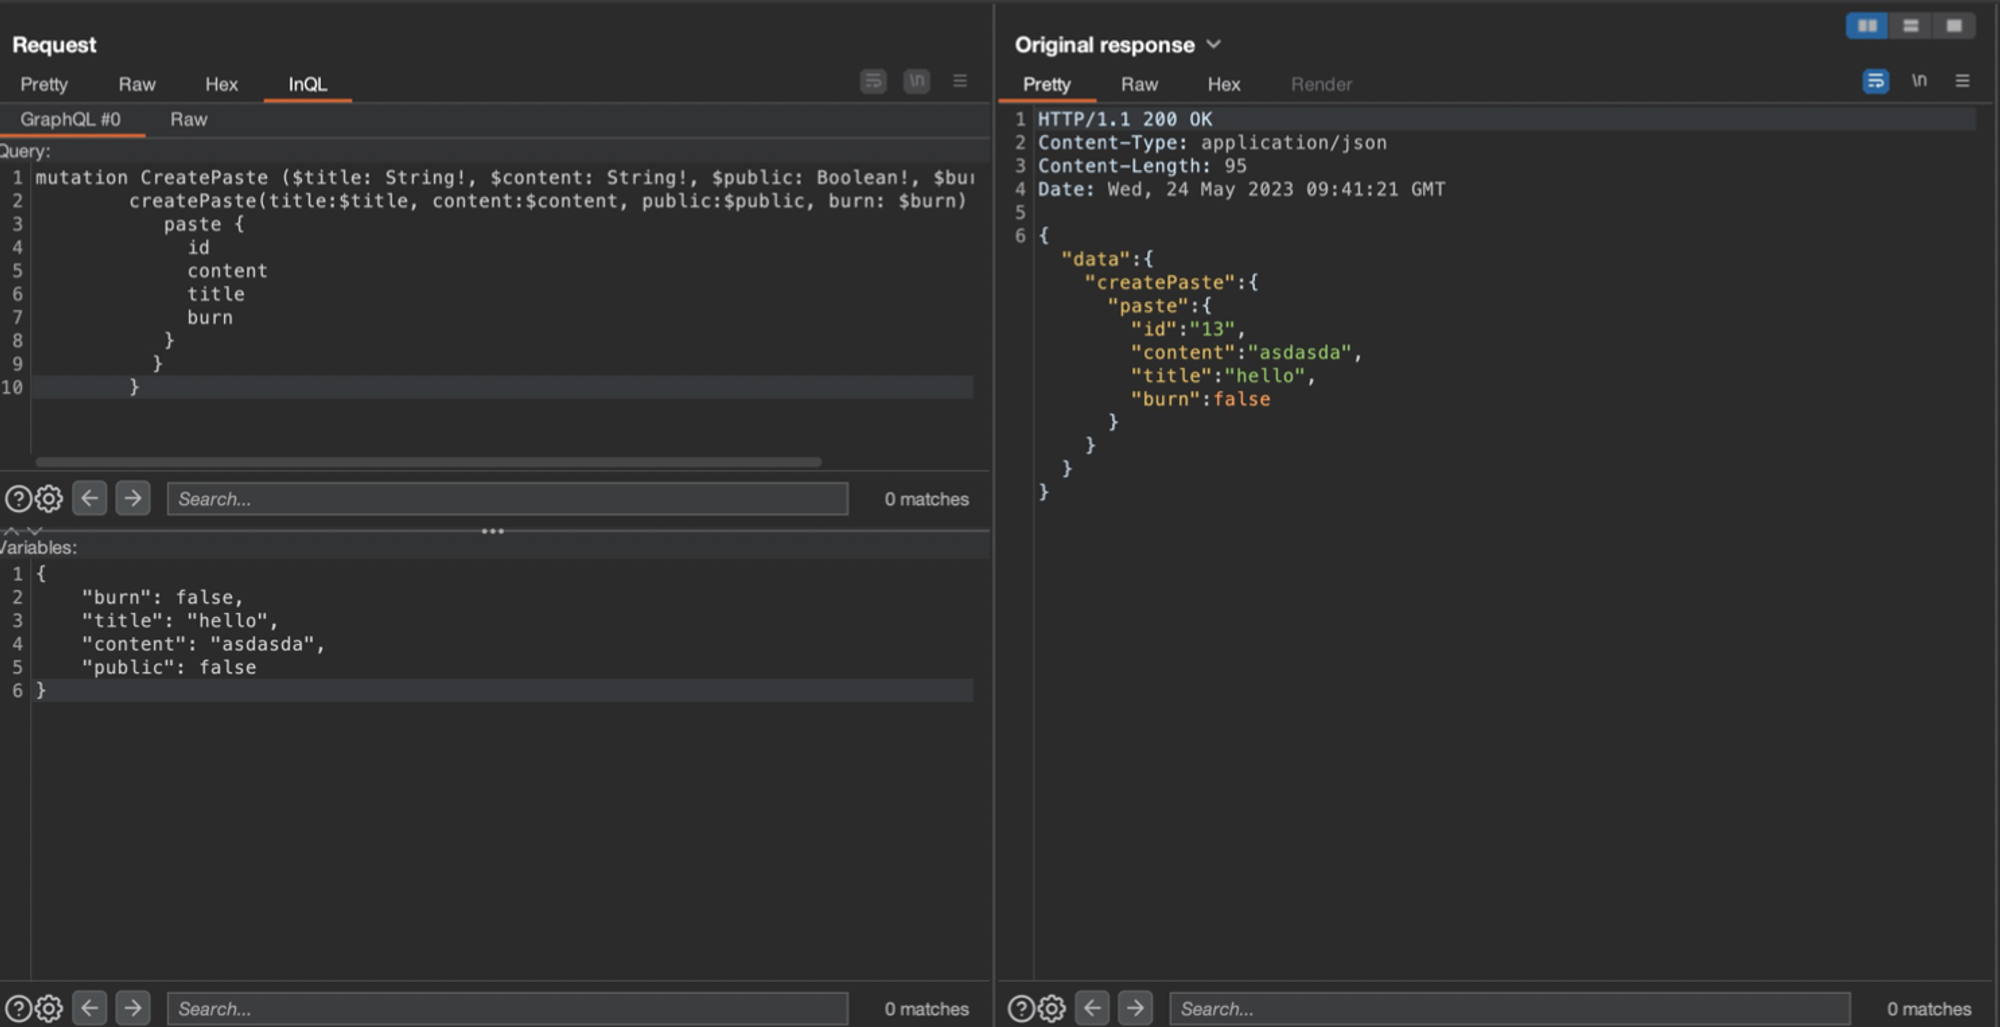 Request
Pretty Raw Hex InQL \n
GraphQL #0 Raw
Query:
1 mutation CreatePaste ($title: String!, $content: String!, $public: Boolean!, $bu
2 createPaste(title:$title, content:$content, public:$public, burn: $burn)
3 paste {
4 id
5 content
6 title
7 burn
8 }
9 }
10 }
Search... 0 matches
Variables:
1 {
2 "burn": false,
3 "title": "hello",
4 "content": "asdasda",
5 "public": false
6 }
Search... 0 matches
Original response
Pretty Raw Hex Render \n
1 HTTP/1.1 200 OK
2 Content-Type: application/json
3 Content-Length: 95
4 Date: Wed, 24 May 2023 09:41:21 GMT
5
6 {
"data":{
"createPaste":{
"paste":{
"id":"13",
"content":"asdasda",
"title":"hello",
"burn":false
}
}
}
}
Search... 0 matches